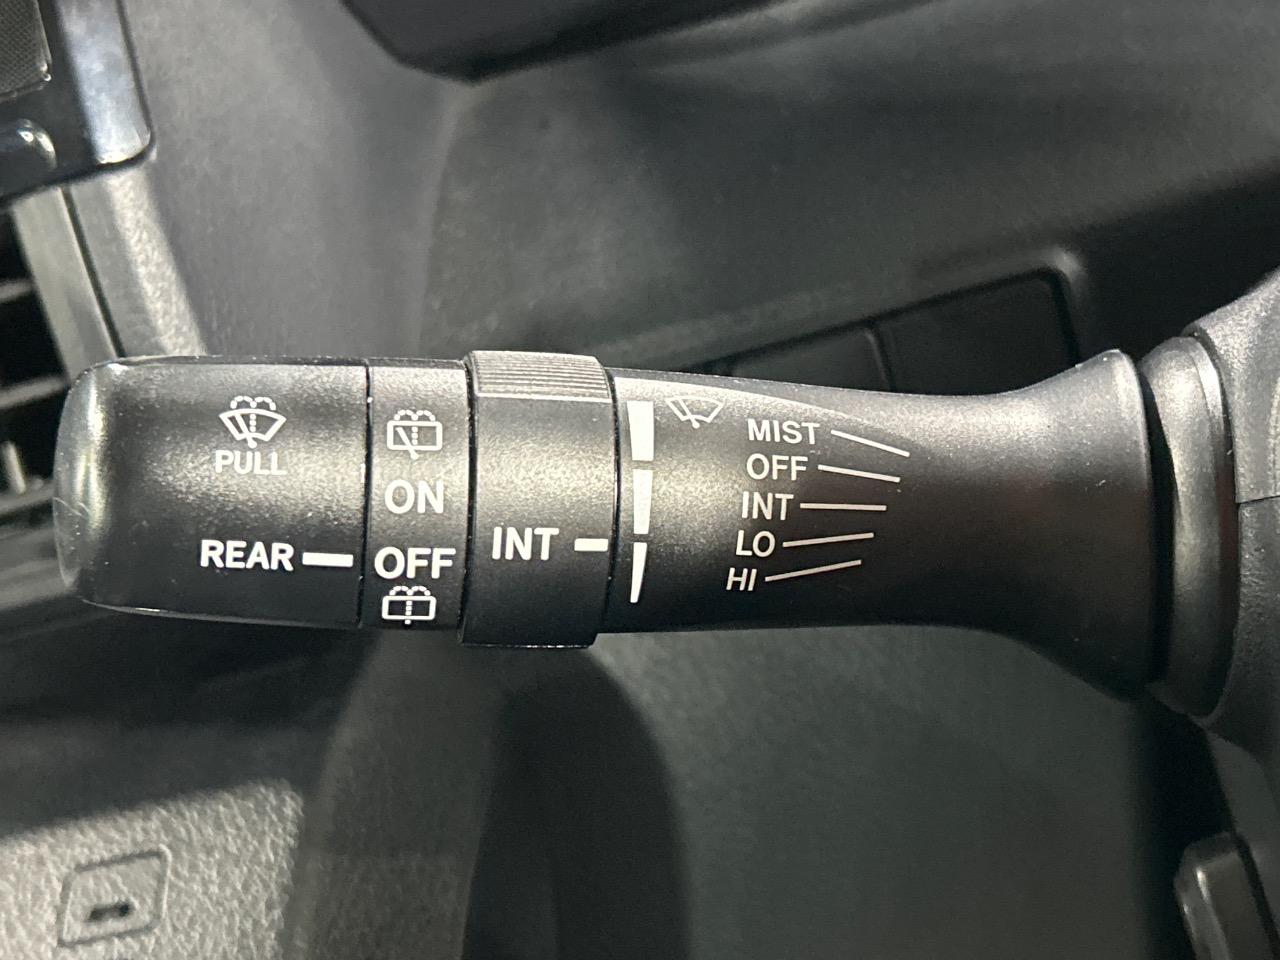 PULL
REAR
ON
OFF
INT
MIST
OFF
INT
LO
HI